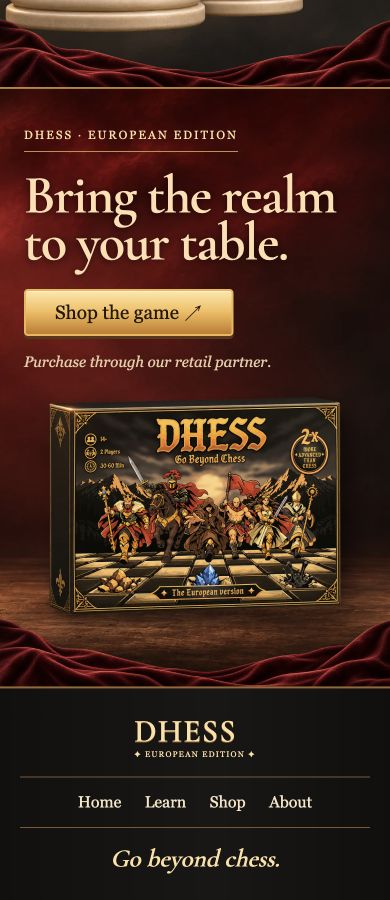 DHESS · EUROPEAN EDITION
Bring the realm
to your table.
Shop the game ↗
Purchase through our retail partner.
DHESS
Go Beyond Chess
14+
2 Players
30-60 Min
2x
MORE
ADVANCED
THAN
CHESS
✦ The European version ✦
DHESS
✦ EUROPEAN EDITION ✦
Home Learn Shop About
Go beyond chess.